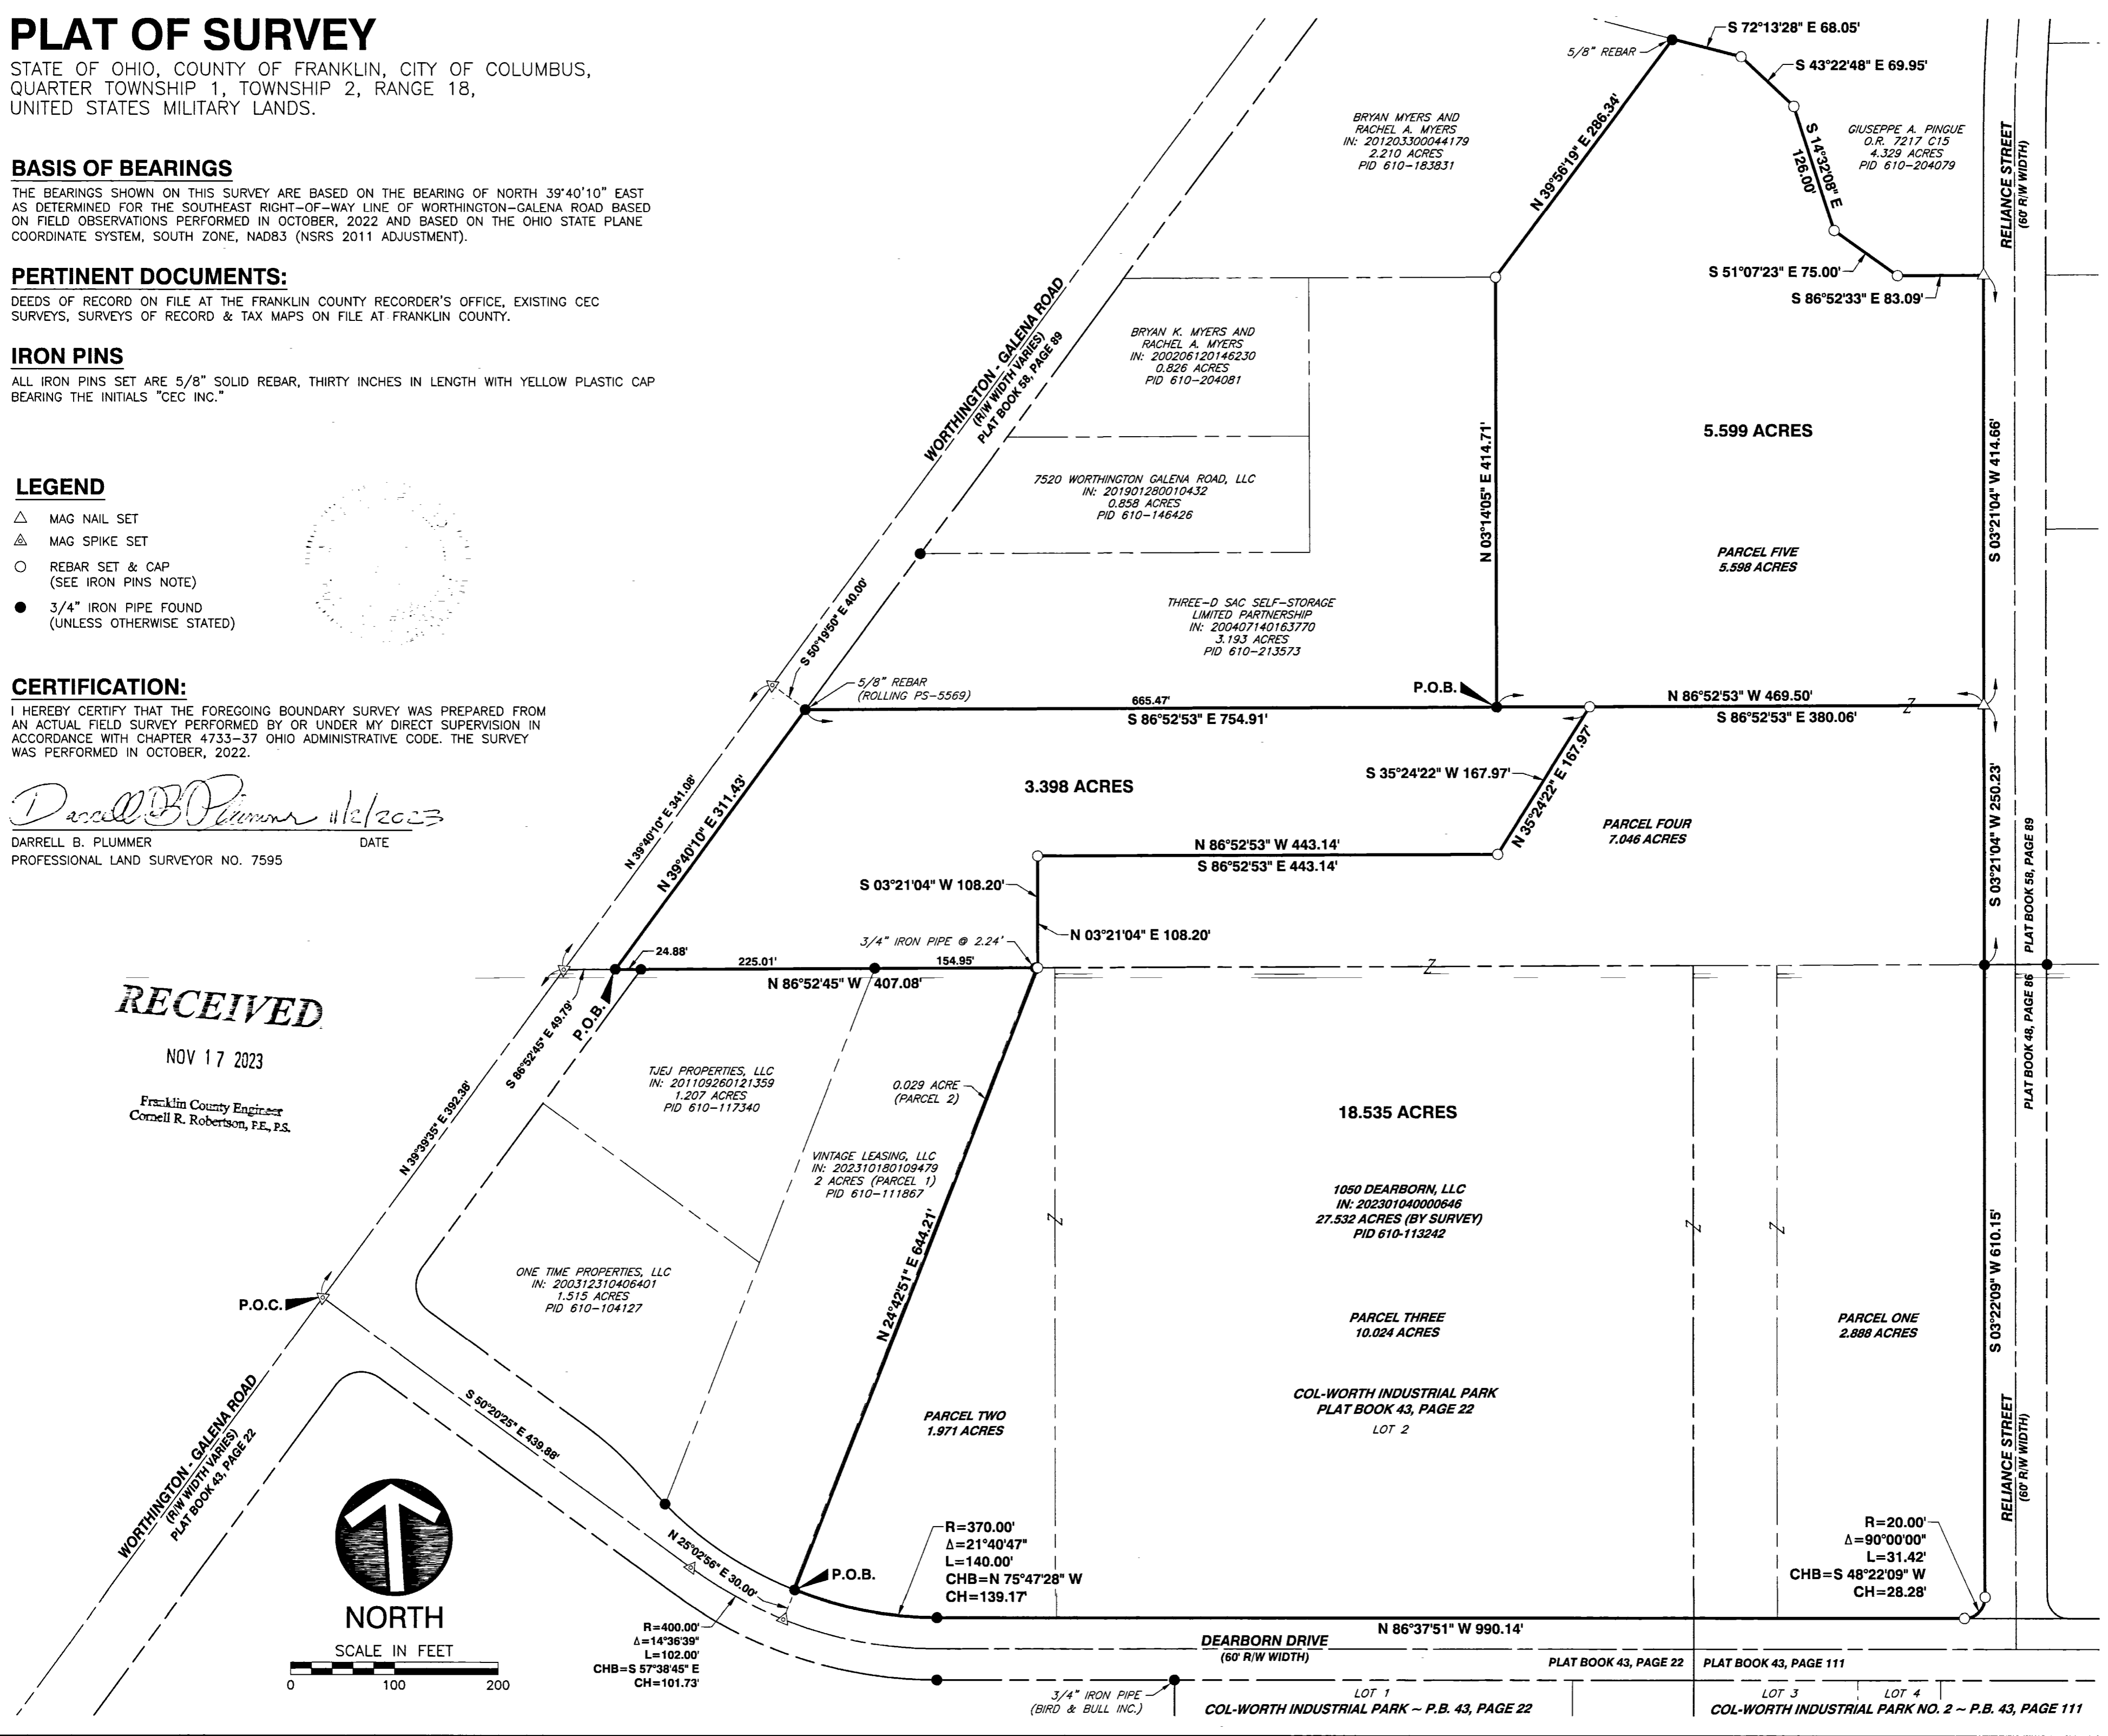 PLAT OF SURVEY
STATE OF OHIO, COUNTY OF FRANKLIN, CITY OF COLUMBUS,
QUARTER TOWNSHIP 1, TOWNSHIP 2, RANGE 18,
UNITED STATES MILITARY LANDS.
BASIS OF BEARINGS
THE BEARINGS SHOWN ON THIS SURVEY ARE BASED ON THE BEARING OF NORTH 39°40'10" EAST
AS DETERMINED FOR THE SOUTHEAST RIGHT-OF-WAY LINE OF WORTHINGTON-GALENA ROAD BASED
ON FIELD OBSERVATIONS PERFORMED IN OCTOBER, 2022 AND BASED ON THE OHIO STATE PLANE
COORDINATE SYSTEM, SOUTH ZONE, NAD83 (NSRS 2011 ADJUSTMENT).
PERTINENT DOCUMENTS:
DEEDS OF RECORD ON FILE AT THE FRANKLIN COUNTY RECORDER'S OFFICE, EXISTING CEC
SURVEYS, SURVEYS OF RECORD & TAX MAPS ON FILE AT FRANKLIN COUNTY.
IRON PINS
ALL IRON PINS SET ARE 5/8" SOLID REBAR, THIRTY INCHES IN LENGTH WITH YELLOW PLASTIC CAP
BEARING THE INITIALS "CEC INC."
LEGEND
MAG NAIL SET
MAG SPIKE SET
REBAR SET & CAP
(SEE IRON PINS NOTE)
3/4" IRON PIPE FOUND
(UNLESS OTHERWISE STATED)
CERTIFICATION:
I HEREBY CERTIFY THAT THE FOREGOING BOUNDARY SURVEY WAS PREPARED FROM
AN ACTUAL FIELD SURVEY PERFORMED BY OR UNDER MY DIRECT SUPERVISION IN
ACCORDANCE WITH CHAPTER 4733-37 OHIO ADMINISTRATIVE CODE. THE SURVEY
WAS PERFORMED IN OCTOBER, 2022.
Darrell B Plummer 11/2/2023
DARRELL B. PLUMMER DATE
PROFESSIONAL LAND SURVEYOR NO. 7595
RECEIVED
NOV 17 2023
Franklin County Engineer
Cornell R. Robertson, P.E., P.S.
S 72°13'28" E 68.05'
5/8" REBAR
S 43°22'48" E 69.95'
S 14°32'08" E
126.00'
GIUSEPPE A. PINGUE
O.R. 7217 C15
4.329 ACRES
PID 610-204079
RELIANCE STREET
(60' R/W WIDTH)
BRYAN MYERS AND
RACHEL A. MYERS
IN: 201203300044179
2.210 ACRES
PID 610-183831
N 39°56'19" E 286.34'
S 51°07'23" E 75.00'
S 86°52'33" E 83.09'
WORTHINGTON - GALENA ROAD
(R/W WIDTH VARIES)
PLAT BOOK 58, PAGE 89
BRYAN K. MYERS AND
RACHEL A. MYERS
IN: 200206120146230
0.826 ACRES
PID 610-204081
N 03°14'05" E 414.71'
5.599 ACRES
S 03°21'04" W 414.66'
7520 WORTHINGTON GALENA ROAD, LLC
IN: 201901280010432
0.858 ACRES
PID 610-146426
PARCEL FIVE
5.598 ACRES
THREE-D SAC SELF-STORAGE
LIMITED PARTNERSHIP
IN: 200407140163770
3.193 ACRES
PID 610-213573
S 50°19'50" E 40.00'
5/8" REBAR
(ROLLING PS-5569)
665.47'
S 86°52'53" E 754.91'
P.O.B.
N 86°52'53" W 469.50'
S 86°52'53" E 380.06'
Z
N 39°40'10" E 341.08'
N 39°40'10" E 311.43'
3.398 ACRES
S 35°24'22" W 167.97'
N 35°24'22" E 167.97'
PARCEL FOUR
7.046 ACRES
S 03°21'04" W 250.23'
PLAT BOOK 58, PAGE 89
N 86°52'53" W 443.14'
S 86°52'53" E 443.14'
S 03°21'04" W 108.20'
N 03°21'04" E 108.20'
3/4" IRON PIPE @ 2.24'
24.88'
225.01'
154.95'
N 86°52'45" W 407.08'
Z
S 86°52'45" E 49.79'
P.O.B.
PLAT BOOK 48, PAGE 86
TJEJ PROPERTIES, LLC
IN: 201109260121359
1.207 ACRES
PID 610-117340
0.029 ACRE
(PARCEL 2)
18.535 ACRES
N 39°39'35" E 392.38'
VINTAGE LEASING, LLC
IN: 202310180109479
2 ACRES (PARCEL 1)
PID 610-111867
1050 DEARBORN, LLC
IN: 202301040000646
27.532 ACRES (BY SURVEY)
PID 610-113242
Z
Z
Z
N 24°42'51" E 644.21'
S 03°22'09" W 610.15'
ONE TIME PROPERTIES, LLC
IN: 200312310406401
1.515 ACRES
PID 610-104127
P.O.C.
PARCEL THREE
10.024 ACRES
PARCEL ONE
2.888 ACRES
COL-WORTH INDUSTRIAL PARK
PLAT BOOK 43, PAGE 22
LOT 2
PARCEL TWO
1.971 ACRES
S 50°20'25" E 439.88'
WORTHINGTON - GALENA ROAD
(R/W WIDTH VARIES)
PLAT BOOK 43, PAGE 22
RELIANCE STREET
(60' R/W WIDTH)
N 25°02'56" E 30.00'
P.O.B.
R=370.00'
Δ=21°40'47"
L=140.00'
CHB=N 75°47'28" W
CH=139.17'
R=20.00'
Δ=90°00'00"
L=31.42'
CHB=S 48°22'09" W
CH=28.28'
NORTH
SCALE IN FEET
0 100 200
R=400.00'
Δ=14°36'39"
L=102.00'
CHB=S 57°38'45" E
CH=101.73'
N 86°37'51" W 990.14'
DEARBORN DRIVE
(60' R/W WIDTH)
PLAT BOOK 43, PAGE 22
PLAT BOOK 43, PAGE 111
3/4" IRON PIPE
(BIRD & BULL INC.)
LOT 1
COL-WORTH INDUSTRIAL PARK ~ P.B. 43, PAGE 22
LOT 3
LOT 4
COL-WORTH INDUSTRIAL PARK NO. 2 ~ P.B. 43, PAGE 111